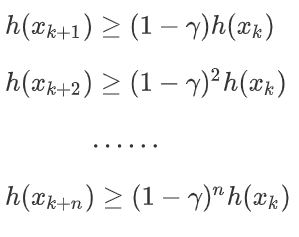 h(x_{k+1}) ≥ (1 − γ)h(x_k)
h(x_{k+2}) ≥ (1 − γ)^2 h(x_k)
......
h(x_{k+n}) ≥ (1 − γ)^n h(x_k)